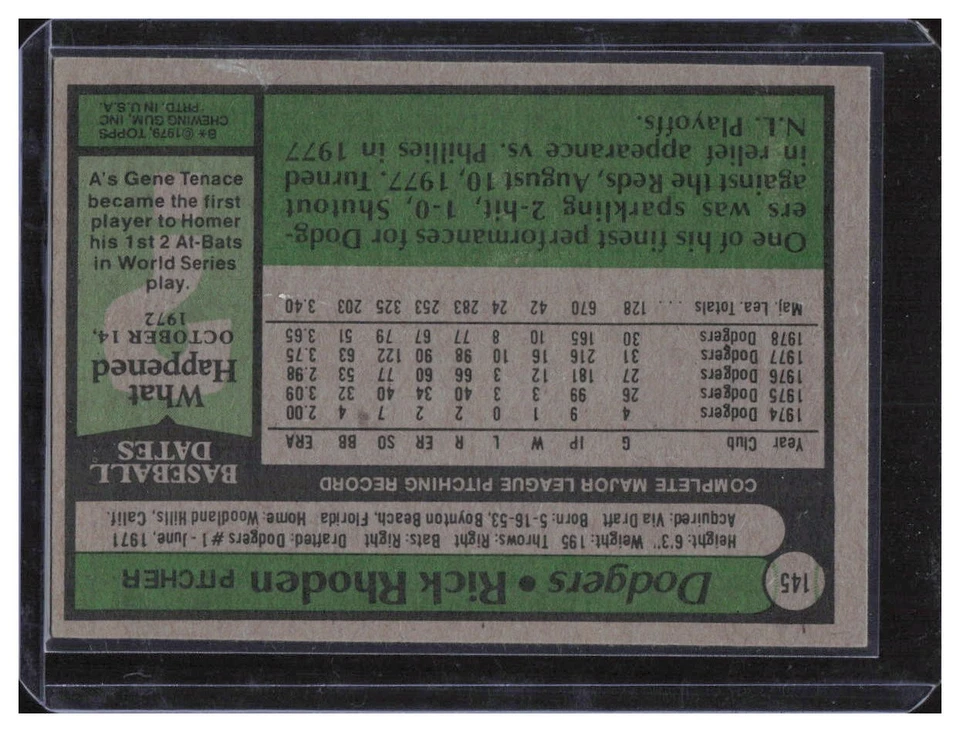 145
Dodgers • Rick Rhoden PITCHER
Height: 6'3" Weight: 195 Throws: Right Bats: Right Drafted: Dodgers #1 - June, 1971
Acquired: Via Draft Born: 5-16-53, Boynton Beach, Florida Home: Woodland Hills, Calif.
COMPLETE MAJOR LEAGUE PITCHING RECORD
Year Club G IP W L R ER SO BB ERA
1974 Dodgers 4 9 1 0 2 2 7 4 2.00
1975 Dodgers 26 99 3 3 40 34 40 32 3.09
1976 Dodgers 27 181 12 3 66 60 77 53 2.98
1977 Dodgers 31 216 16 10 98 90 122 63 3.75
1978 Dodgers 30 165 10 8 77 67 79 51 3.65
Maj. Lea. Totals .... 128 670 42 24 283 253 325 203 3.40
One of his finest performances for Dodg-
ers was sparkling 2-hit, 1-0, Shutout
against the Reds, August 10, 1977. Turned
in relief appearance vs. Phillies in 1977
N.L. Playoffs.
BASEBALL
DATES
What
Happened
OCTOBER 14,
1972
A's Gene Tenace
became the first
player to Homer
his 1st 2 At-Bats
in World Series
play.
B* ©1979, TOPPS
CHEWING GUM, INC
PRTD. IN U.S.A.